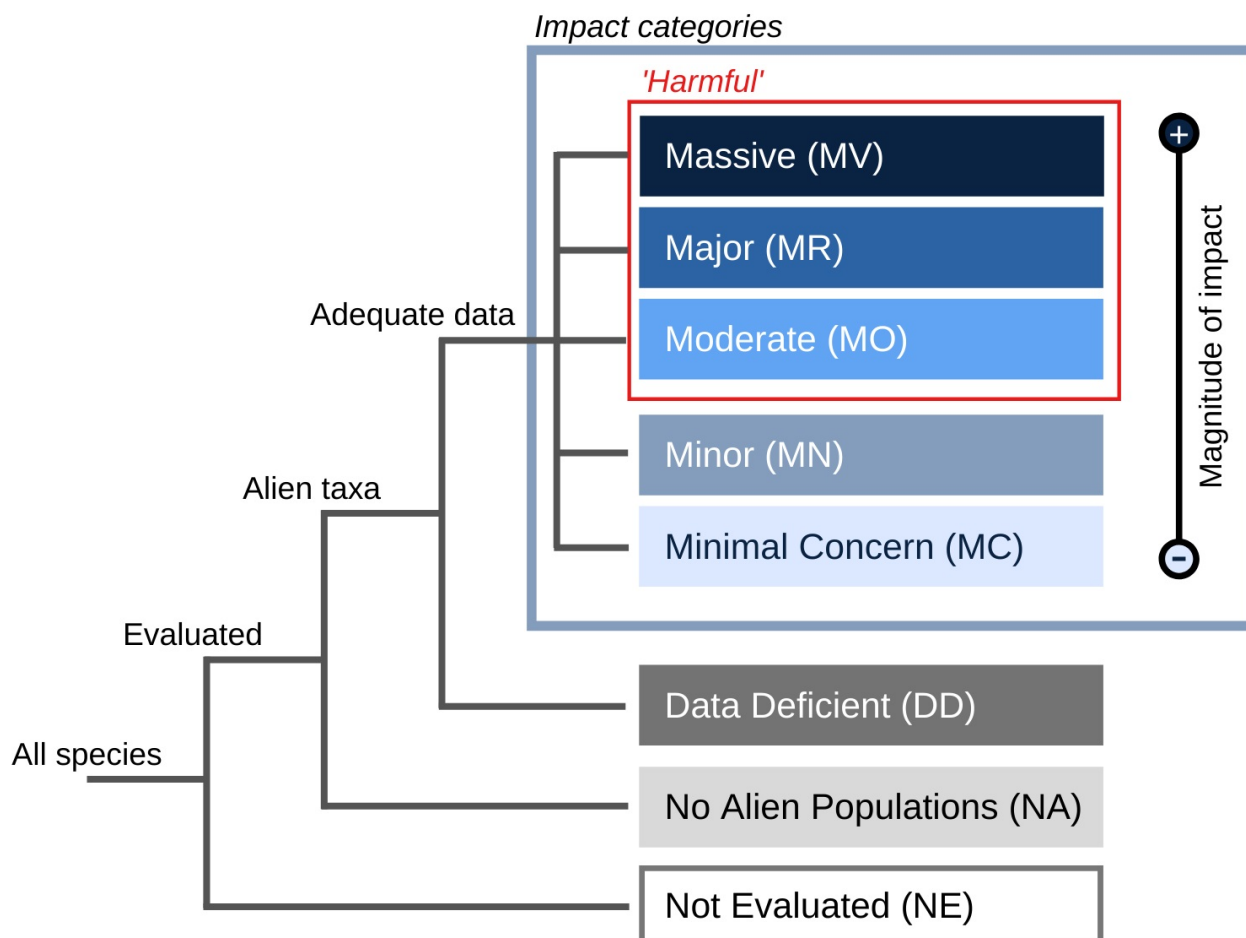 Impact categories
'Harmful'
Massive (MV)
Major (MR)
Moderate (MO)
Minor (MN)
Minimal Concern (MC)
+
Magnitude of impact
-
Adequate data
Alien taxa
Evaluated
All species
Data Deficient (DD)
No Alien Populations (NA)
Not Evaluated (NE)